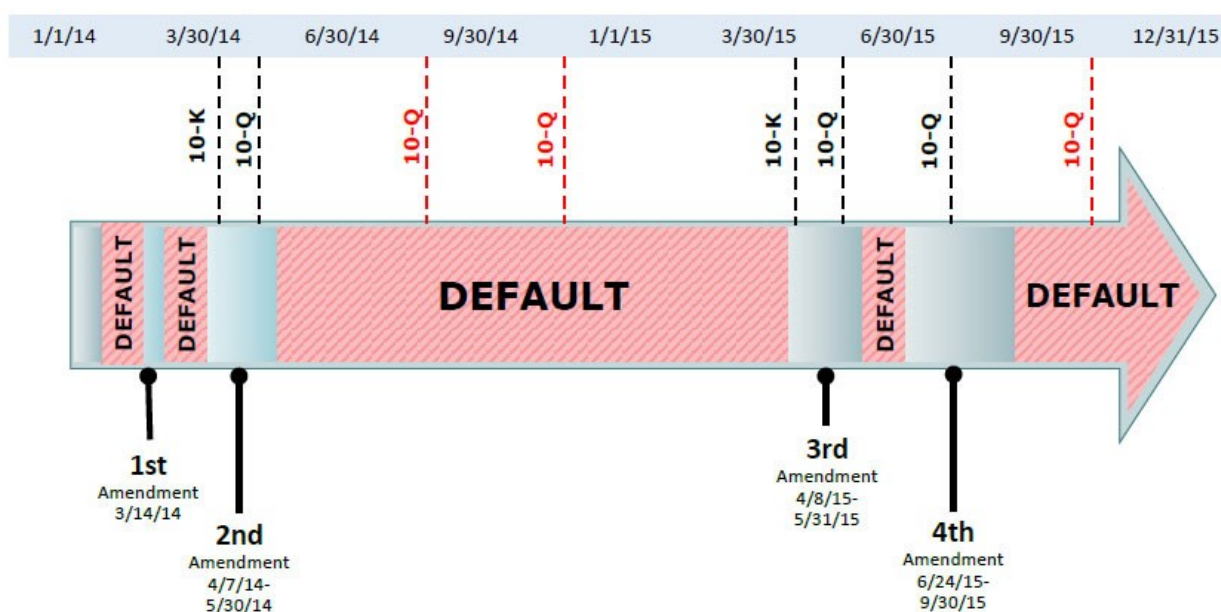 1/1/14 3/30/14 6/30/14 9/30/14 1/1/15 3/30/15 6/30/15 9/30/15 12/31/15
10-K
10-Q
10-Q
10-Q
10-K
10-Q
10-Q
10-Q
DEFAULT
DEFAULT
DEFAULT
DEFAULT
DEFAULT
1st
Amendment
3/14/14
2nd
Amendment
4/7/14-
5/30/14
3rd
Amendment
4/8/15-
5/31/15
4th
Amendment
6/24/15-
9/30/15